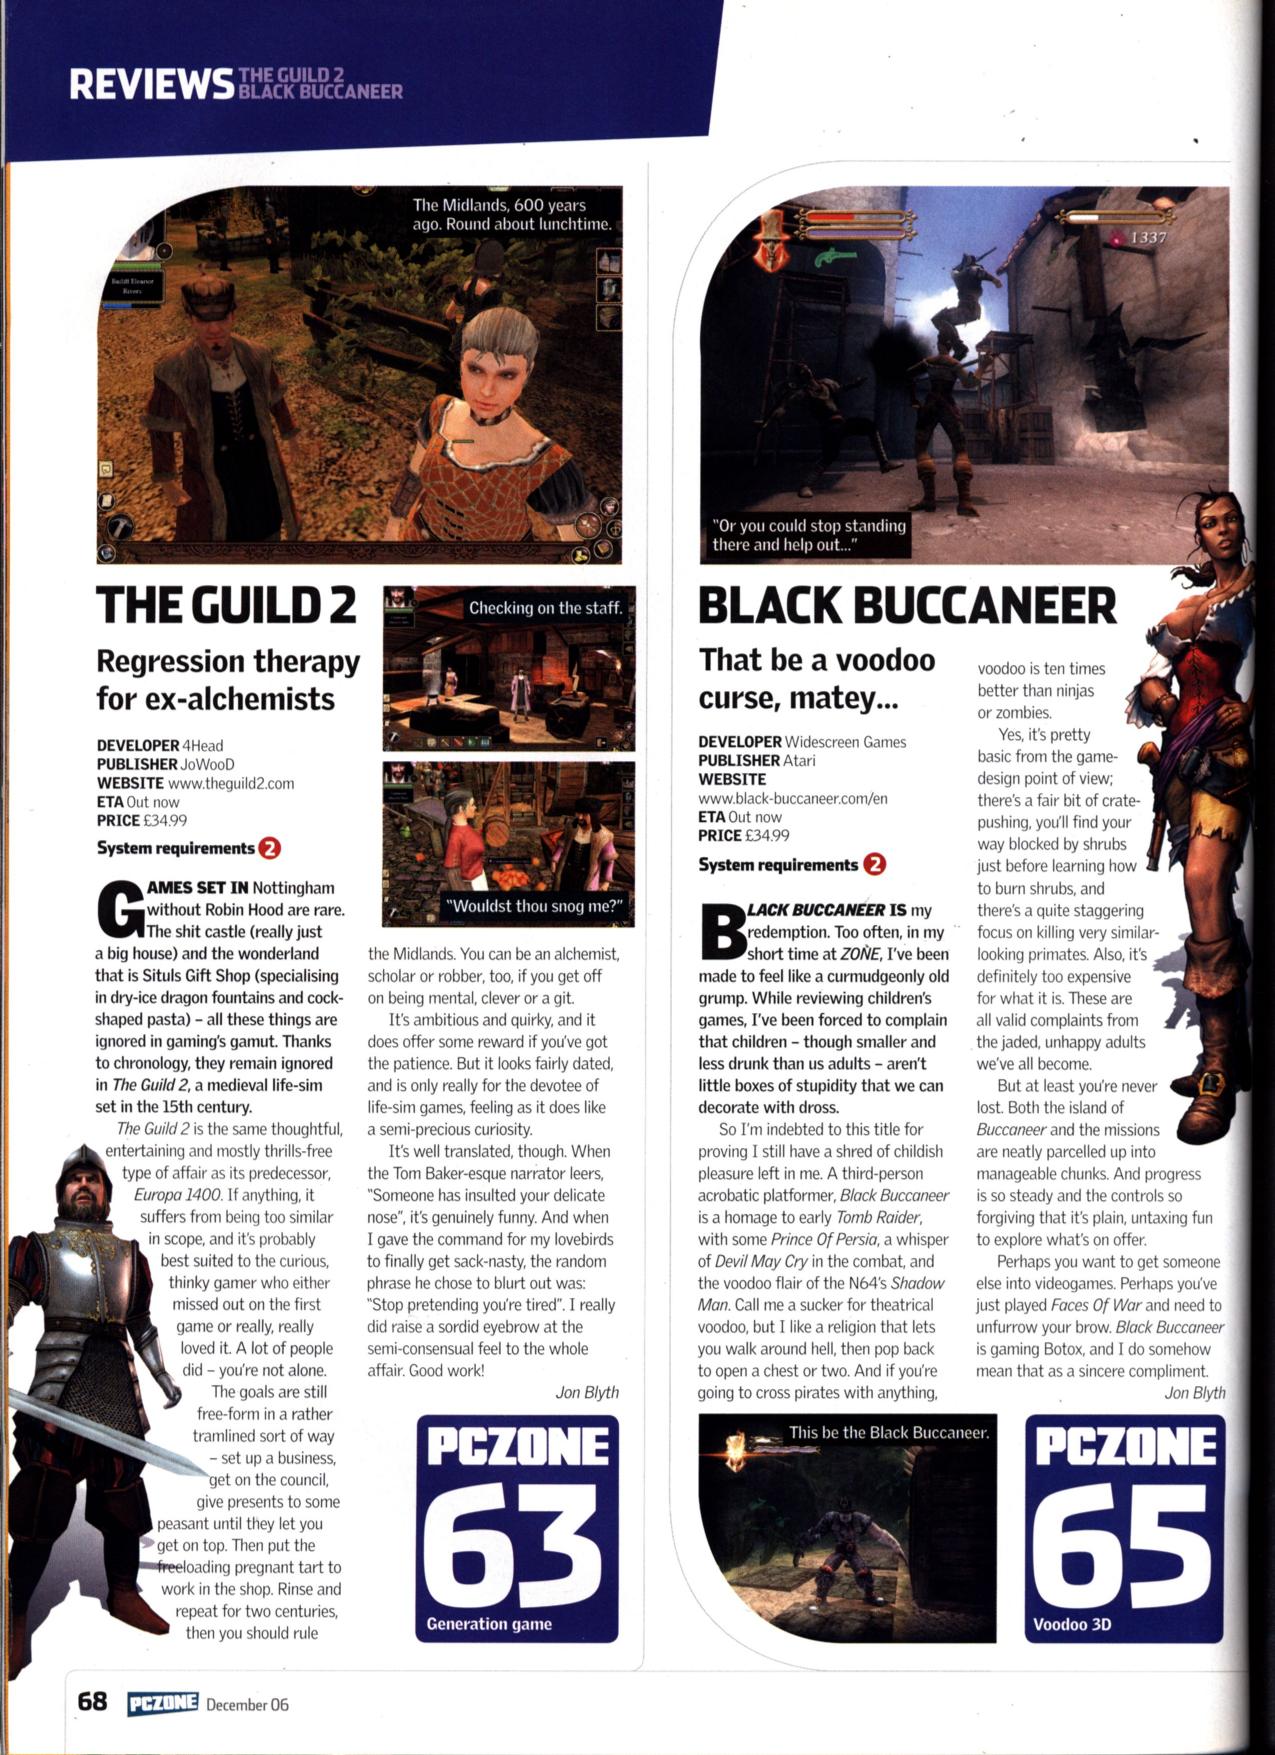 REVIEWS THE GUILD 2
BLACK BUCCANEER
The Midlands, 600 years
ago. Round about lunchtime.
THE GUILD 2
Regression therapy
for ex-alchemists
DEVELOPER 4Head
PUBLISHER JoWooD
WEBSITE www.theguild2.com
ETA Out now
PRICE £34.99
System requirements 2
Checking on the staff.
"Wouldst thou snog me?"
GAMES SET IN Nottingham
without Robin Hood are rare.
The shit castle (really just
a big house) and the wonderland
that is Situls Gift Shop (specialising
in dry-ice dragon fountains and cock-
shaped pasta) – all these things are
ignored in gaming's gamut. Thanks
to chronology, they remain ignored
in The Guild 2, a medieval life-sim
set in the 15th century.
The Guild 2 is the same thoughtful,
entertaining and mostly thrills-free
type of affair as its predecessor,
Europa 1400. If anything, it
suffers from being too similar
in scope, and it's probably
best suited to the curious,
thinky gamer who either
missed out on the first
game or really, really
loved it. A lot of people
did – you're not alone.
The goals are still
free-form in a rather
tramlined sort of way
– set up a business,
get on the council,
give presents to some
peasant until they let you
get on top. Then put the
freeloading pregnant tart to
work in the shop. Rinse and
repeat for two centuries,
then you should rule
the Midlands. You can be an alchemist,
scholar or robber, too, if you get off
on being mental, clever or a git.
It's ambitious and quirky, and it
does offer some reward if you've got
the patience. But it looks fairly dated,
and is only really for the devotee of
life-sim games, feeling as it does like
a semi-precious curiosity.
It's well translated, though. When
the Tom Baker-esque narrator leers,
"Someone has insulted your delicate
nose", it's genuinely funny. And when
I gave the command for my lovebirds
to finally get sack-nasty, the random
phrase he chose to blurt out was:
"Stop pretending you're tired". I really
did raise a sordid eyebrow at the
semi-consensual feel to the whole
affair. Good work!
Jon Blyth
PCZONE
63
Generation game
1337
"Or you could stop standing
there and help out..."
BLACK BUCCANEER
That be a voodoo
curse, matey...
DEVELOPER Widescreen Games
PUBLISHER Atari
WEBSITE
www.black-buccaneer.com/en
ETA Out now
PRICE £34.99
System requirements 2
BLACK BUCCANEER IS my
redemption. Too often, in my
short time at ZONE, I've been
made to feel like a curmudgeonly old
grump. While reviewing children's
games, I've been forced to complain
that children – though smaller and
less drunk than us adults – aren't
little boxes of stupidity that we can
decorate with dross.
So I'm indebted to this title for
proving I still have a shred of childish
pleasure left in me. A third-person
acrobatic platformer, Black Buccaneer
is a homage to early Tomb Raider,
with some Prince Of Persia, a whisper
of Devil May Cry in the combat, and
the voodoo flair of the N64's Shadow
Man. Call me a sucker for theatrical
voodoo, but I like a religion that lets
you walk around hell, then pop back
to open a chest or two. And if you're
going to cross pirates with anything,
voodoo is ten times
better than ninjas
or zombies.
Yes, it's pretty
basic from the game-
design point of view;
there's a fair bit of crate-
pushing, you'll find your
way blocked by shrubs
just before learning how
to burn shrubs, and
there's a quite staggering
focus on killing very similar-
looking primates. Also, it's
definitely too expensive
for what it is. These are
all valid complaints from
the jaded, unhappy adults
we've all become.
But at least you're never
lost. Both the island of
Buccaneer and the missions
are neatly parcelled up into
manageable chunks. And progress
is so steady and the controls so
forgiving that it's plain, untaxing fun
to explore what's on offer.
Perhaps you want to get someone
else into videogames. Perhaps you've
just played Faces Of War and need to
unfurrow your brow. Black Buccaneer
is gaming Botox, and I do somehow
mean that as a sincere compliment.
Jon Blyth
This be the Black Buccaneer.
PCZONE
65
Voodoo 3D
68 PCZONE December 06